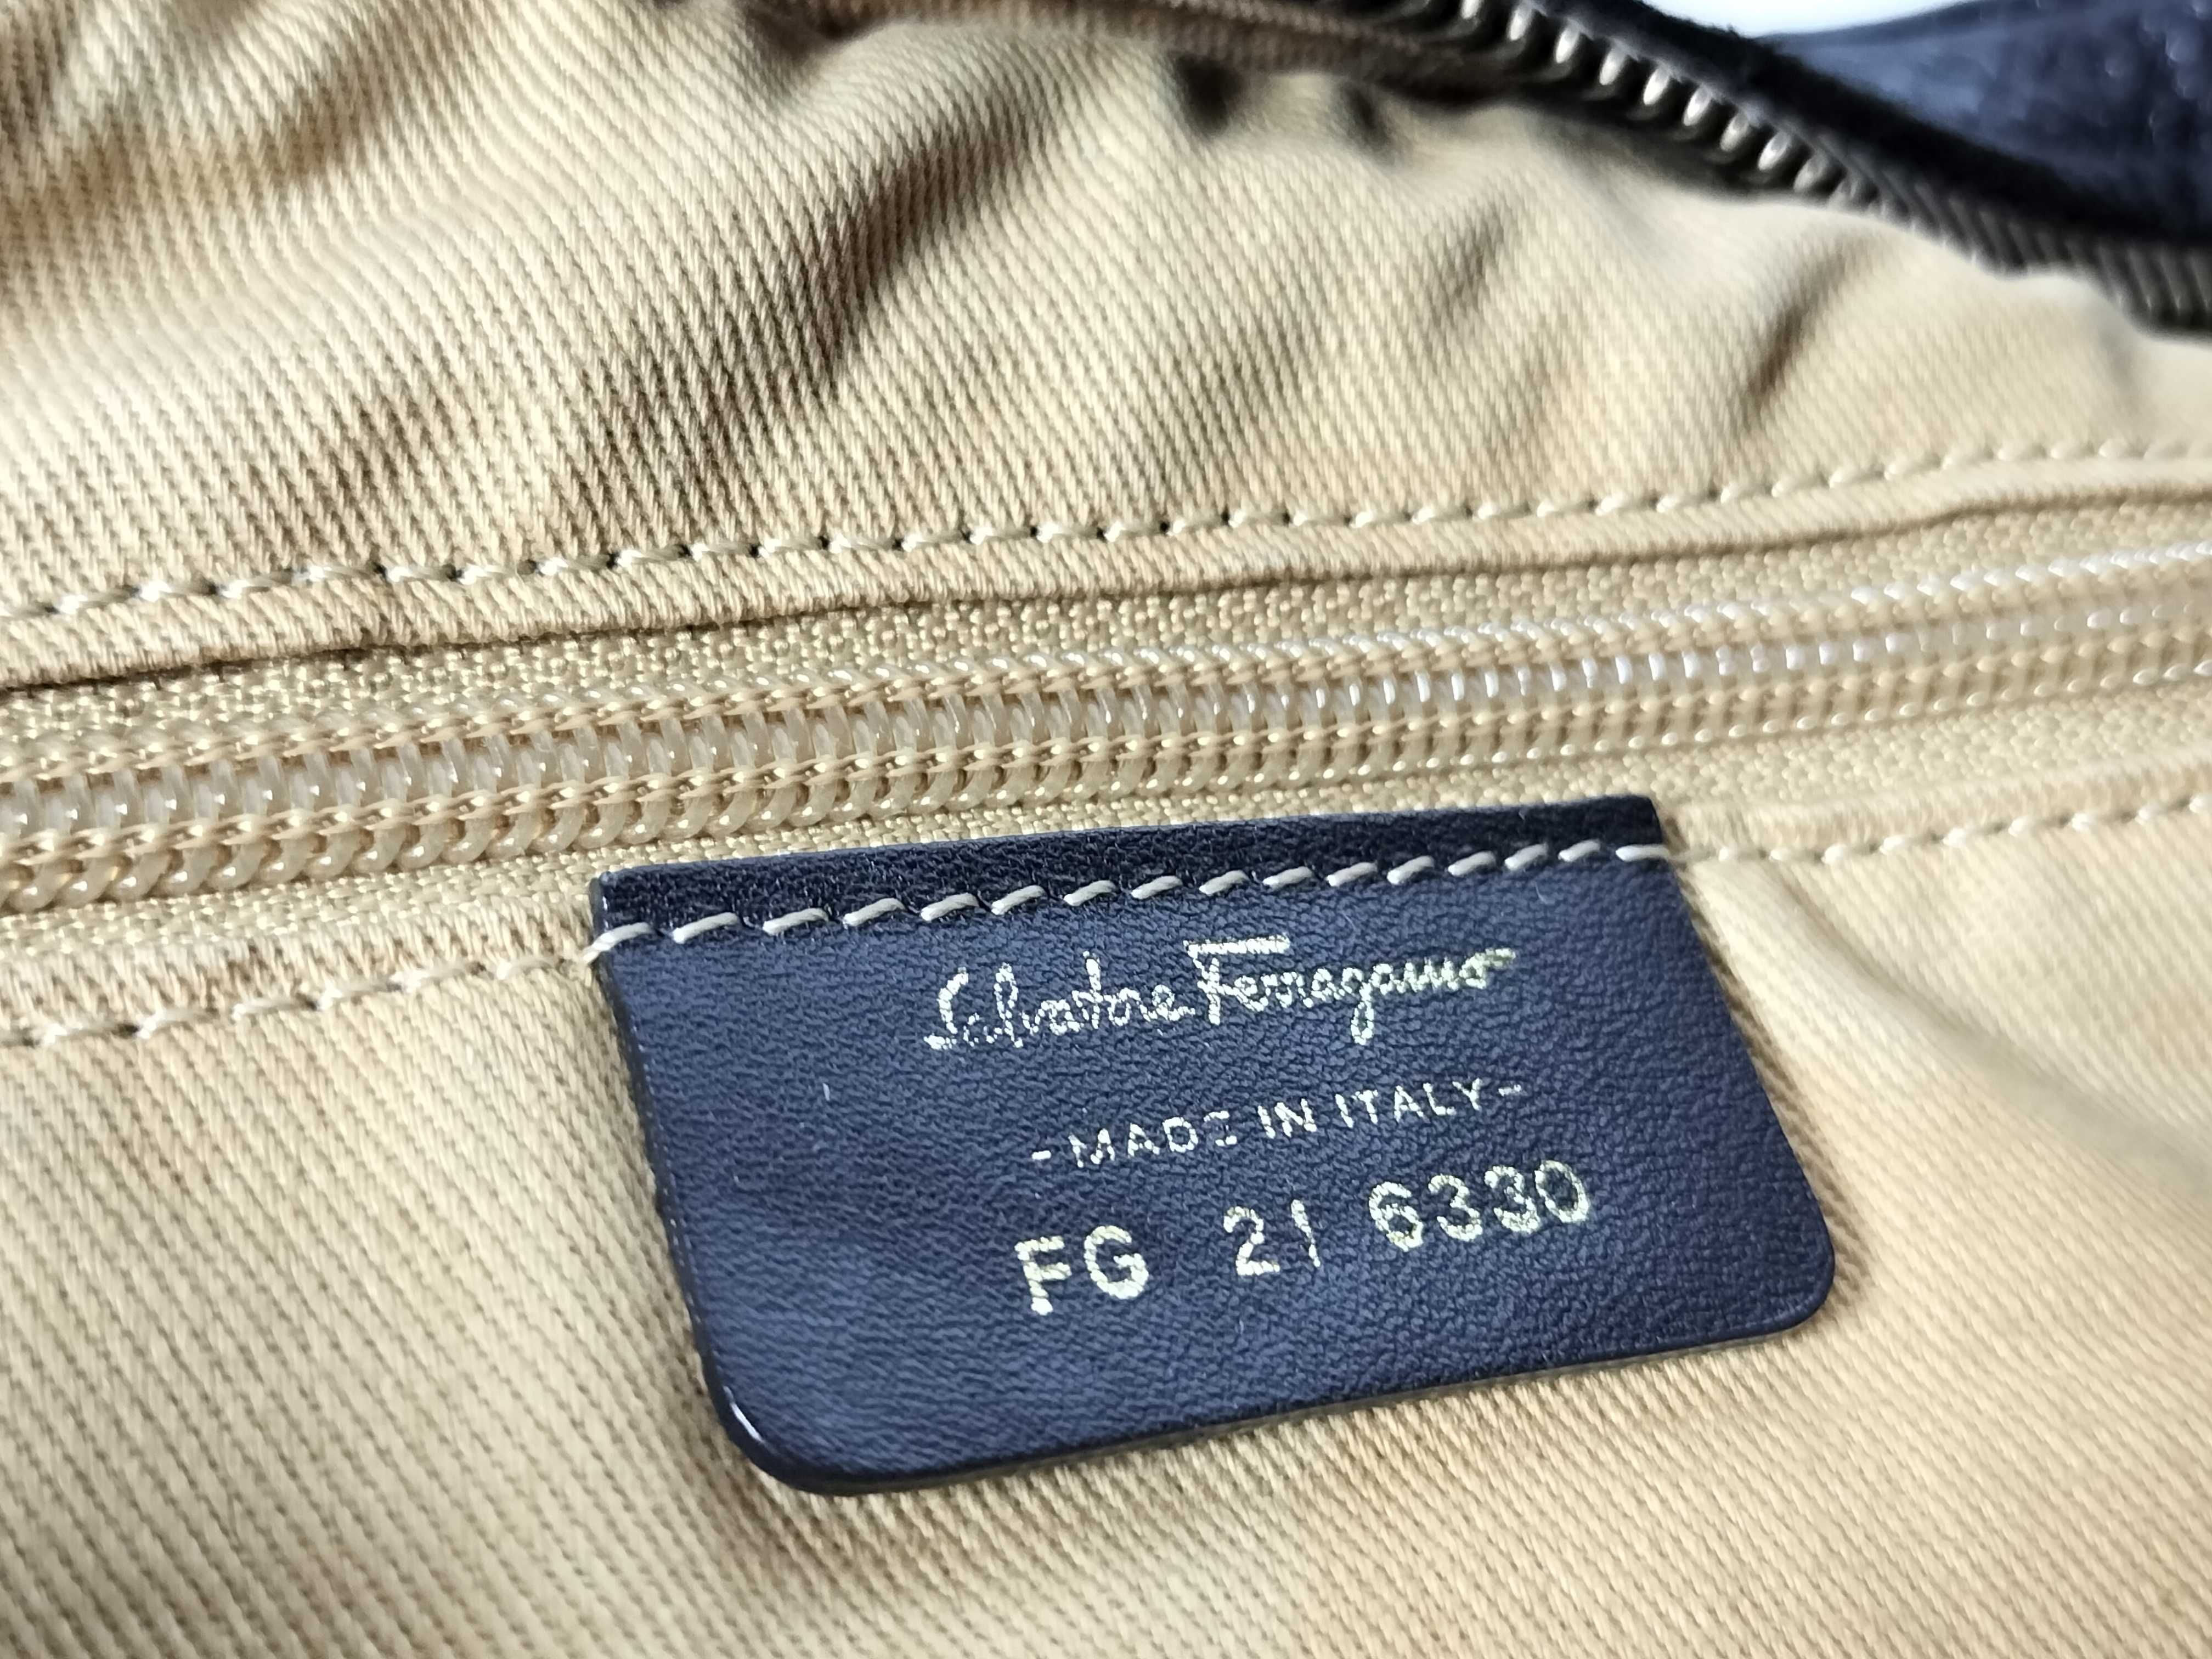 Salvatore Ferragamo
-MADE IN ITALY-
FG 21 6330